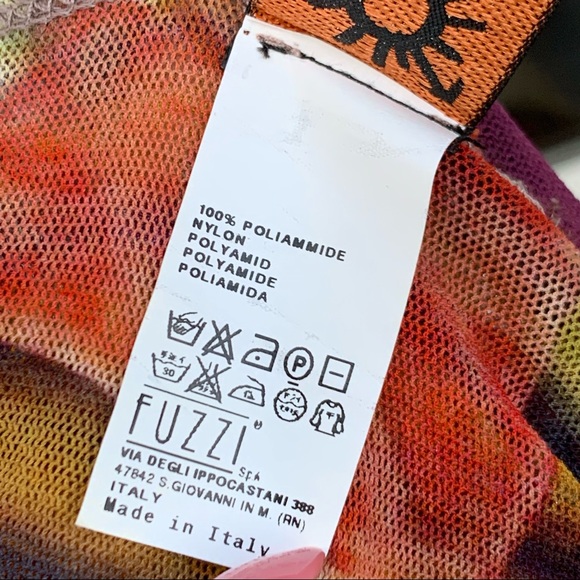 100% POLIAMMIDE
NYLON
POLYAMID
POLYAMIDE
POLIAMIDA
P
30
FUZZI®
SpA
VIA DEGLI IPPOCASTANI 388
47842 S.GIOVANNI IN M. (RN)
ITALY
Made in Italy